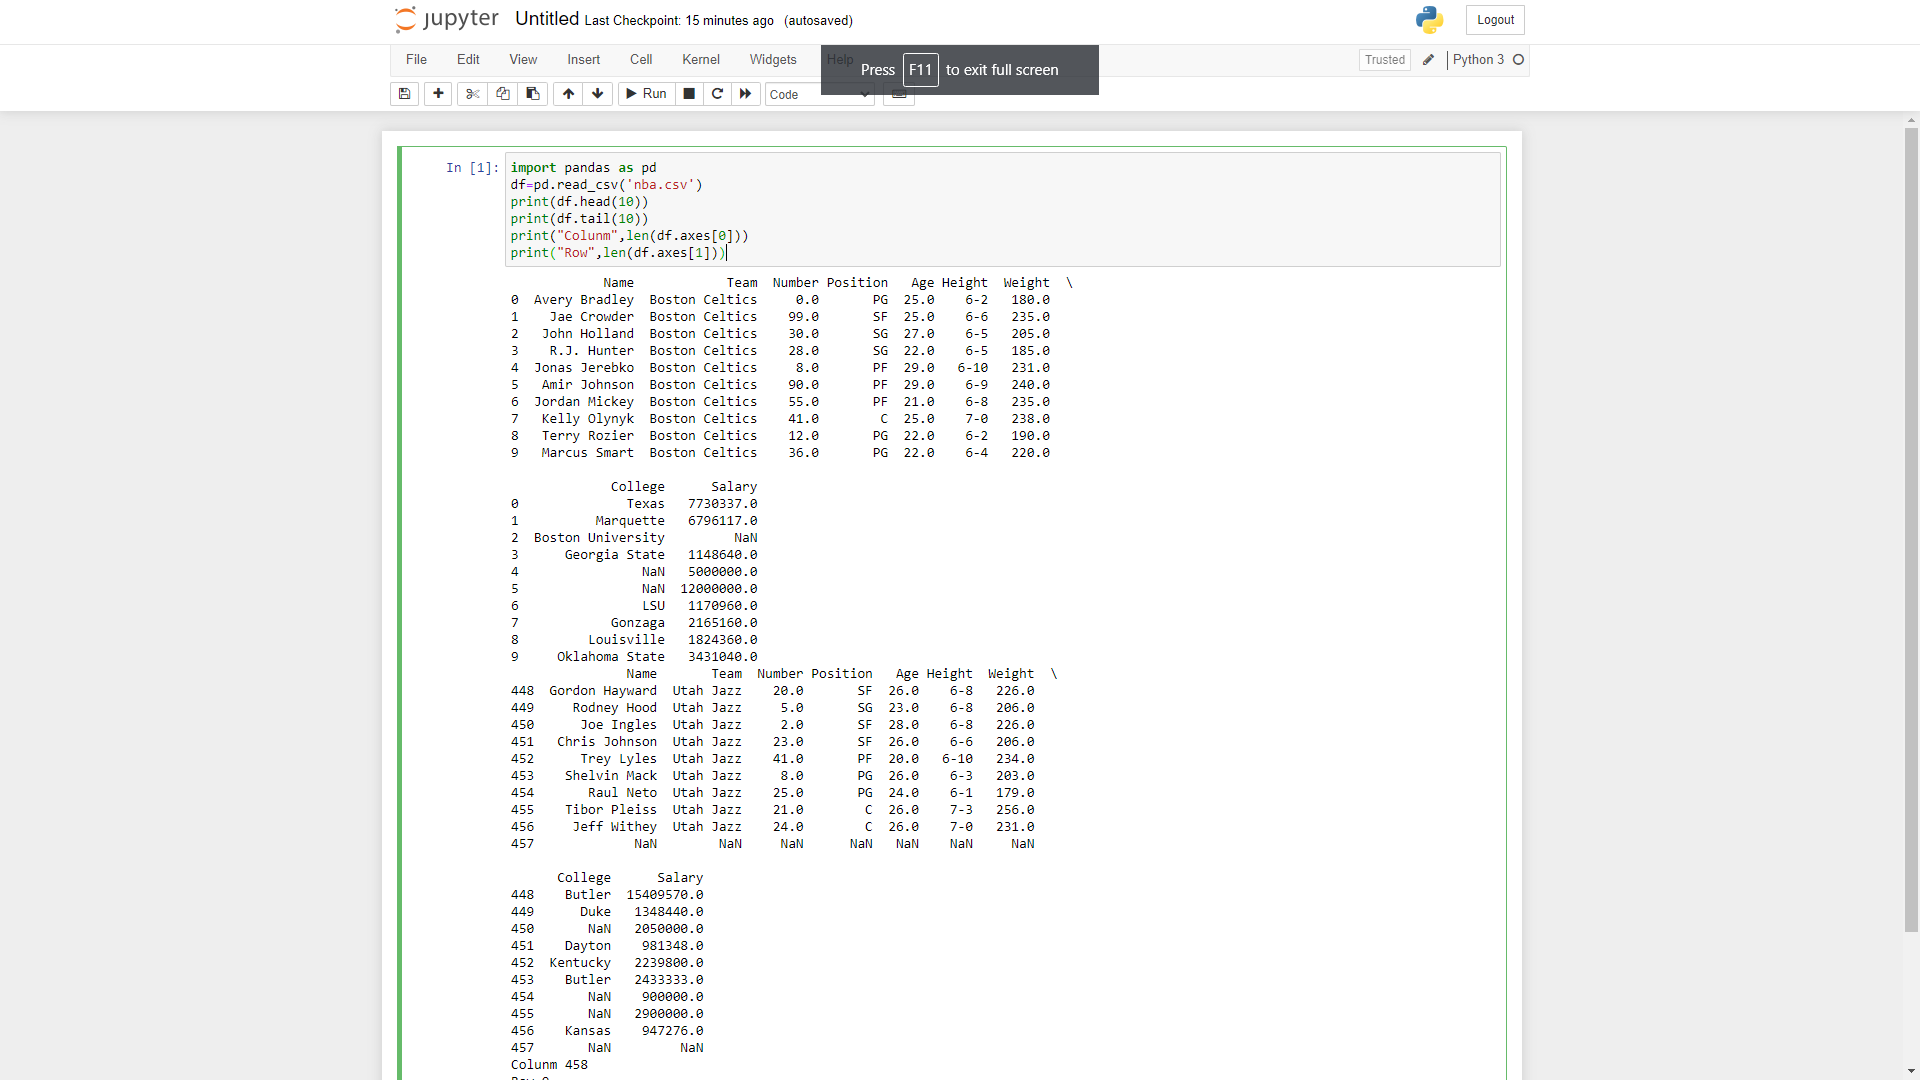 jupyter Untitled Last Checkpoint: 15 minutes ago (autosaved)
Logout
File Edit View Insert Cell Kernel Widgets Help
Press F11 to exit full screen
Trusted Python 3
Run Code
In [1]: import pandas as pd
df=pd.read_csv('nba.csv')
print(df.head(10))
print(df.tail(10))
print("Colunm",len(df.axes[0]))
print("Row",len(df.axes[1]))
Name Team Number Position Age Height Weight \
0 Avery Bradley Boston Celtics 0.0 PG 25.0 6-2 180.0
1 Jae Crowder Boston Celtics 99.0 SF 25.0 6-6 235.0
2 John Holland Boston Celtics 30.0 SG 27.0 6-5 205.0
3 R.J. Hunter Boston Celtics 28.0 SG 22.0 6-5 185.0
4 Jonas Jerebko Boston Celtics 8.0 PF 29.0 6-10 231.0
5 Amir Johnson Boston Celtics 90.0 PF 29.0 6-9 240.0
6 Jordan Mickey Boston Celtics 55.0 PF 21.0 6-8 235.0
7 Kelly Olynyk Boston Celtics 41.0 C 25.0 7-0 238.0
8 Terry Rozier Boston Celtics 12.0 PG 22.0 6-2 190.0
9 Marcus Smart Boston Celtics 36.0 PG 22.0 6-4 220.0
College Salary
0 Texas 7730337.0
1 Marquette 6796117.0
2 Boston University NaN
3 Georgia State 1148640.0
4 NaN 5000000.0
5 NaN 12000000.0
6 LSU 1170960.0
7 Gonzaga 2165160.0
8 Louisville 1824360.0
9 Oklahoma State 3431040.0
Name Team Number Position Age Height Weight \
448 Gordon Hayward Utah Jazz 20.0 SF 26.0 6-8 226.0
449 Rodney Hood Utah Jazz 5.0 SG 23.0 6-8 206.0
450 Joe Ingles Utah Jazz 2.0 SF 28.0 6-8 226.0
451 Chris Johnson Utah Jazz 23.0 SF 26.0 6-6 206.0
452 Trey Lyles Utah Jazz 41.0 PF 20.0 6-10 234.0
453 Shelvin Mack Utah Jazz 8.0 PG 26.0 6-3 203.0
454 Raul Neto Utah Jazz 25.0 PG 24.0 6-1 179.0
455 Tibor Pleiss Utah Jazz 21.0 C 26.0 7-3 256.0
456 Jeff Withey Utah Jazz 24.0 C 26.0 7-0 231.0
457 NaN NaN NaN NaN NaN NaN NaN
College Salary
448 Butler 15409570.0
449 Duke 1348440.0
450 NaN 2050000.0
451 Dayton 981348.0
452 Kentucky 2239800.0
453 Butler 2433333.0
454 NaN 900000.0
455 NaN 2900000.0
456 Kansas 947276.0
457 NaN NaN
Colunm 458